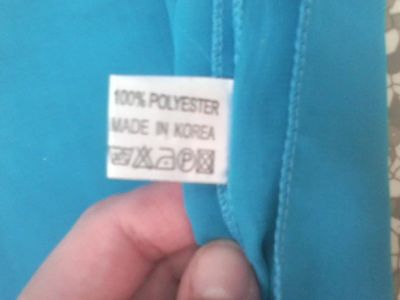 100% POLYESTER
MADE IN KOREA